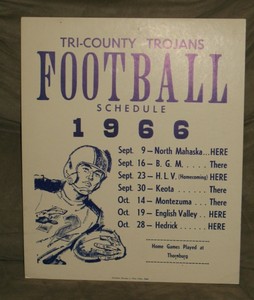 TRI-COUNTY TROJANS
FOOTBALL
SCHEDULE
1966
Sept. 9 – North Mahaska... HERE
Sept. 16 – B. G. M. . . . . . There
Sept. 23 – H L V (Homecoming) HERE
Sept. 30 – Keota . . . . . There
Oct. 14 – Montezuma . . . There
Oct. 19 – English Valley . . HERE
Oct. 28 – Hedrick . . . . . HERE
Home Games Played at
Thornburg